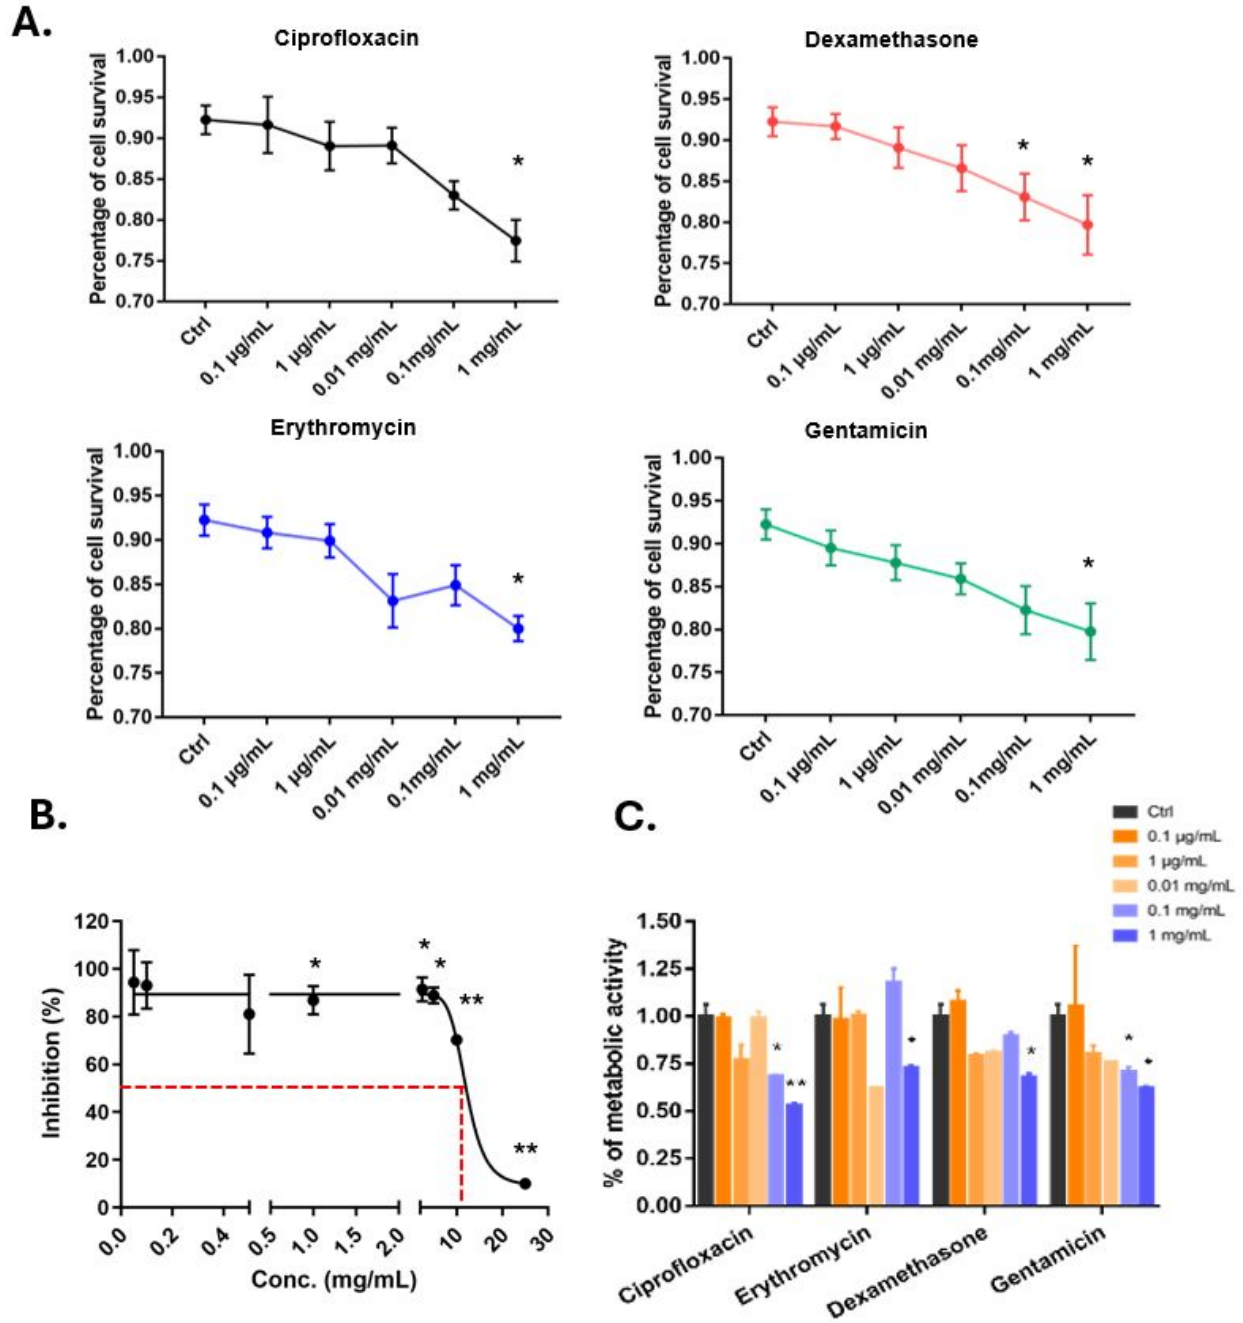 A.
Ciprofloxacin
Percentage of cell survival
1.00
0.95
0.90
0.85
0.80
0.75
0.70
*
Ctrl
0.1 µg/mL
1 µg/mL
0.01 mg/mL
0.1mg/mL
1 mg/mL
Dexamethasone
Percentage of cell survival
1.00
0.95
0.90
0.85
0.80
0.75
0.70
*
*
Ctrl
0.1 µg/mL
1 µg/mL
0.01 mg/mL
0.1mg/mL
1 mg/mL
Erythromycin
Percentage of cell survival
1.00
0.95
0.90
0.85
0.80
0.75
0.70
*
Ctrl
0.1 µg/mL
1 µg/mL
0.01 mg/mL
0.1mg/mL
1 mg/mL
Gentamicin
Percentage of cell survival
1.00
0.95
0.90
0.85
0.80
0.75
0.70
*
Ctrl
0.1 µg/mL
1 µg/mL
0.01 mg/mL
0.1mg/mL
1 mg/mL
B.
Inhibition (%)
120
100
80
60
40
20
0
*
*
*
**
**
0.0
0.2
0.4
0.5
1.0
1.5
2.0
10
20
30
Conc. (mg/mL)
C.
Ctrl
0.1 µg/mL
1 µg/mL
0.01 mg/mL
0.1 mg/mL
1 mg/mL
% of metabolic activity
1.50
1.25
1.00
0.75
0.50
0.25
0.00
*
**
*
*
*
*
Ciprofloxacin
Erythromycin
Dexamethasone
Gentamicin